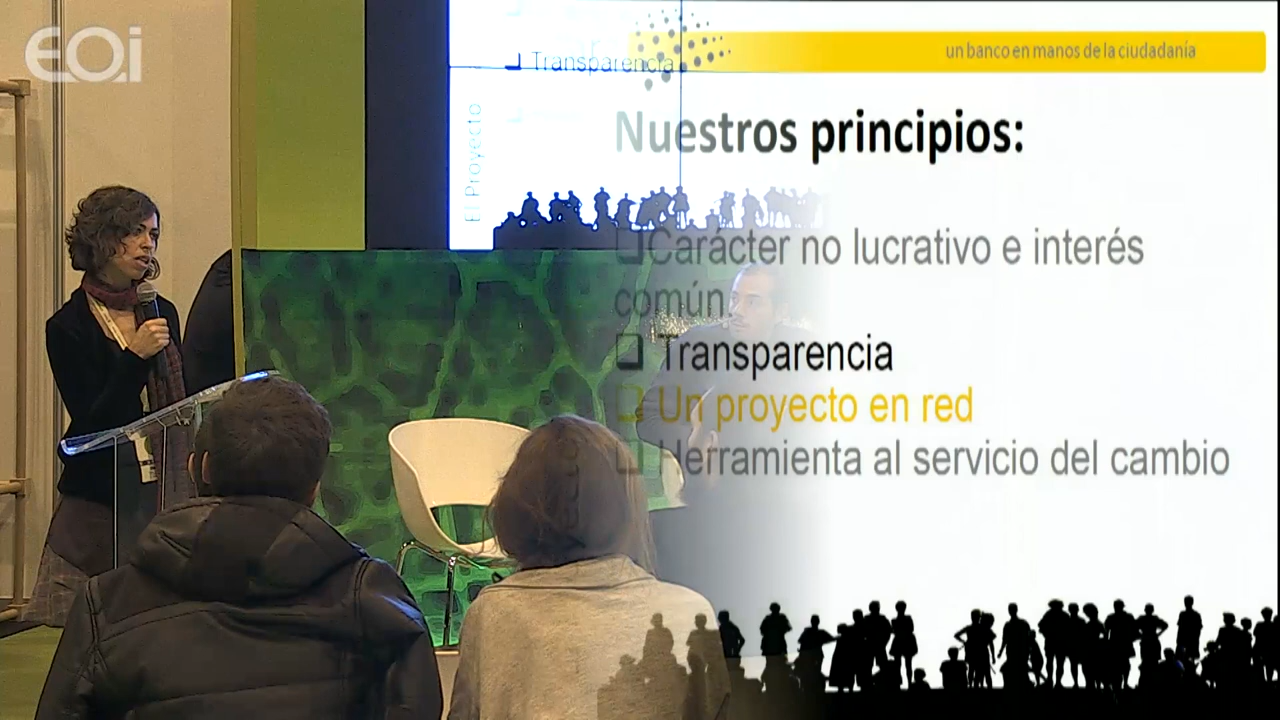 EOi
Transparencia
El Proyecto
un banco en manos de la ciudadanía
Nuestros principios:
Carácter no lucrativo e interés
común.
Transparencia
Un proyecto en red
Herramienta al servicio del cambio